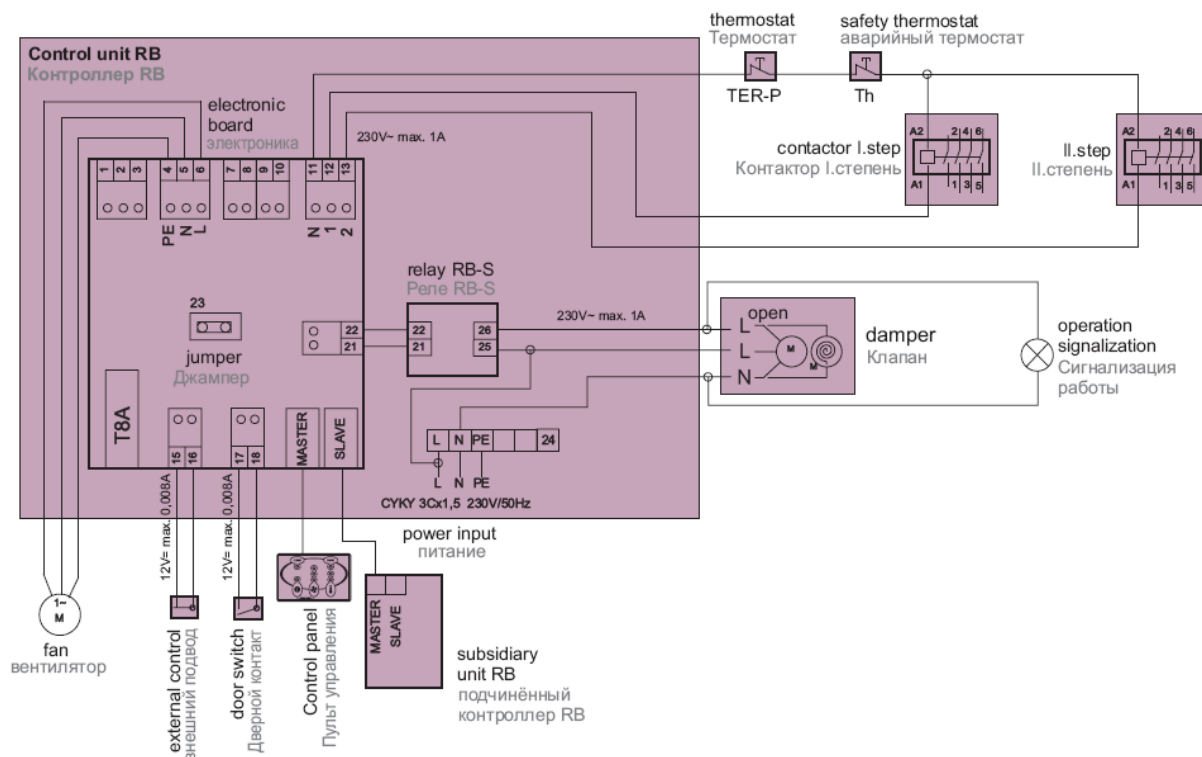 thermostat
Термостат
safety thermostat
аварийный термостат
Control unit RB
Контроллер RB
TER-P
Th
electronic
board
электроника
230V~ max. 1A
1 2 3
4 5 6
7 8 9 10
11 12 13
PE N L
N 1 2
contactor I.step
Контактор I.степень
A2 2 4 6
A1 1 3 5
II.step
II.степень
A2 2 4 6
A1 1 3 5
relay RB-S
Реле RB-S
22 26
21 25
22
21
23
jumper
Джампер
230V~ max. 1A
L open
L
N
M
M
damper
Клапан
operation
signalization
Сигнализация
работы
T8A
15 16
17 18
MASTER
SLAVE
L N PE 24
L N PE
CYKY 3Cx1,5 230V/50Hz
power input
питание
12V= max. 0,008A
12V= max. 0,008A
1~
M
fan
вентилятор
external control
внешний подвод
door switch
Дверной контакт
Control panel
Пульт управления
MASTER
SLAVE
subsidiary
unit RB
подчинённый
контроллер RB